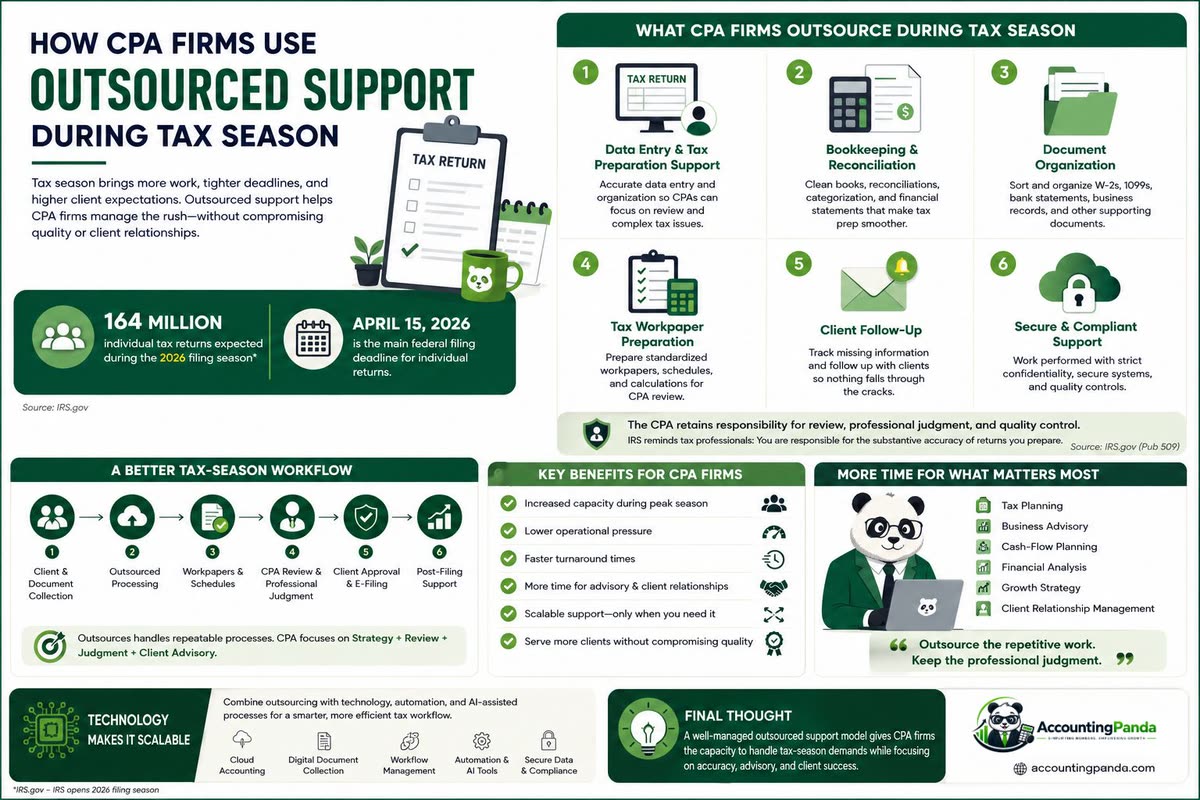 HOW CPA FIRMS USE
OUTSOURCED SUPPORT
DURING TAX SEASON
Tax season brings more work, tighter deadlines, and
higher client expectations. Outsourced support helps
CPA firms manage the rush—without compromising
quality or client relationships.
TAX RETURN
164 MILLION
individual tax returns expected
during the 2026 filing season*
APRIL 15, 2026
is the main federal filing
deadline for individual
returns.
Source: IRS.gov
WHAT CPA FIRMS OUTSOURCE DURING TAX SEASON
1
TAX RETURN
Data Entry & Tax
Preparation Support
Accurate data entry and
organization so CPAs can
focus on review and
complex tax issues.
2
$
Bookkeeping &
Reconciliation
Clean books, reconciliations,
categorization, and financial
statements that make tax
prep smoother.
3
Document
Organization
Sort and organize W-2s, 1099s,
bank statements, business
records, and other supporting
documents.
4
Tax Workpaper
Preparation
Prepare standardized
workpapers, schedules,
and calculations for
CPA review.
5
Client Follow-Up
Track missing information
and follow up with clients
so nothing falls through
the cracks.
6
Secure & Compliant
Support
Work performed with strict
confidentiality, secure systems,
and quality controls.
The CPA retains responsibility for review, professional judgment, and quality control.
IRS reminds tax professionals: You are responsible for the substantive accuracy of returns you prepare.
Source: IRS.gov (Pub 509)
A BETTER TAX-SEASON WORKFLOW
1
Client &
Document
Collection
2
Outsourced
Processing
3
Workpapers &
Schedules
4
CPA Review &
Professional
Judgment
5
Client Approval
& E-Filing
6
Post-Filing
Support
Outsources handles repeatable processes. CPA focuses on Strategy + Review +
Judgment + Client Advisory.
KEY BENEFITS FOR CPA FIRMS
Increased capacity during peak season
Lower operational pressure
Faster turnaround times
More time for advisory & client relationships
Scalable support—only when you need it
Serve more clients without compromising quality
MORE TIME FOR WHAT MATTERS MOST
Tax Planning
Business Advisory
Cash-Flow Planning
Financial Analysis
Growth Strategy
Client Relationship Management
“ Outsource the repetitive work.
Keep the professional judgment. ”
TECHNOLOGY
MAKES IT SCALABLE
Combine outsourcing with technology, automation, and AI-assisted
processes for a smarter, more efficient tax workflow.
Cloud
Accounting
Digital Document
Collection
Workflow
Management
Automation &
AI Tools
Secure Data
& Compliance
FINAL THOUGHT
A well-managed outsourced support model gives CPA firms
the capacity to handle tax-season demands while focusing
on accuracy, advisory, and client success.
AccountingPanda
accountingpanda.com
*IRS.gov – IRS opens 2026 filing season